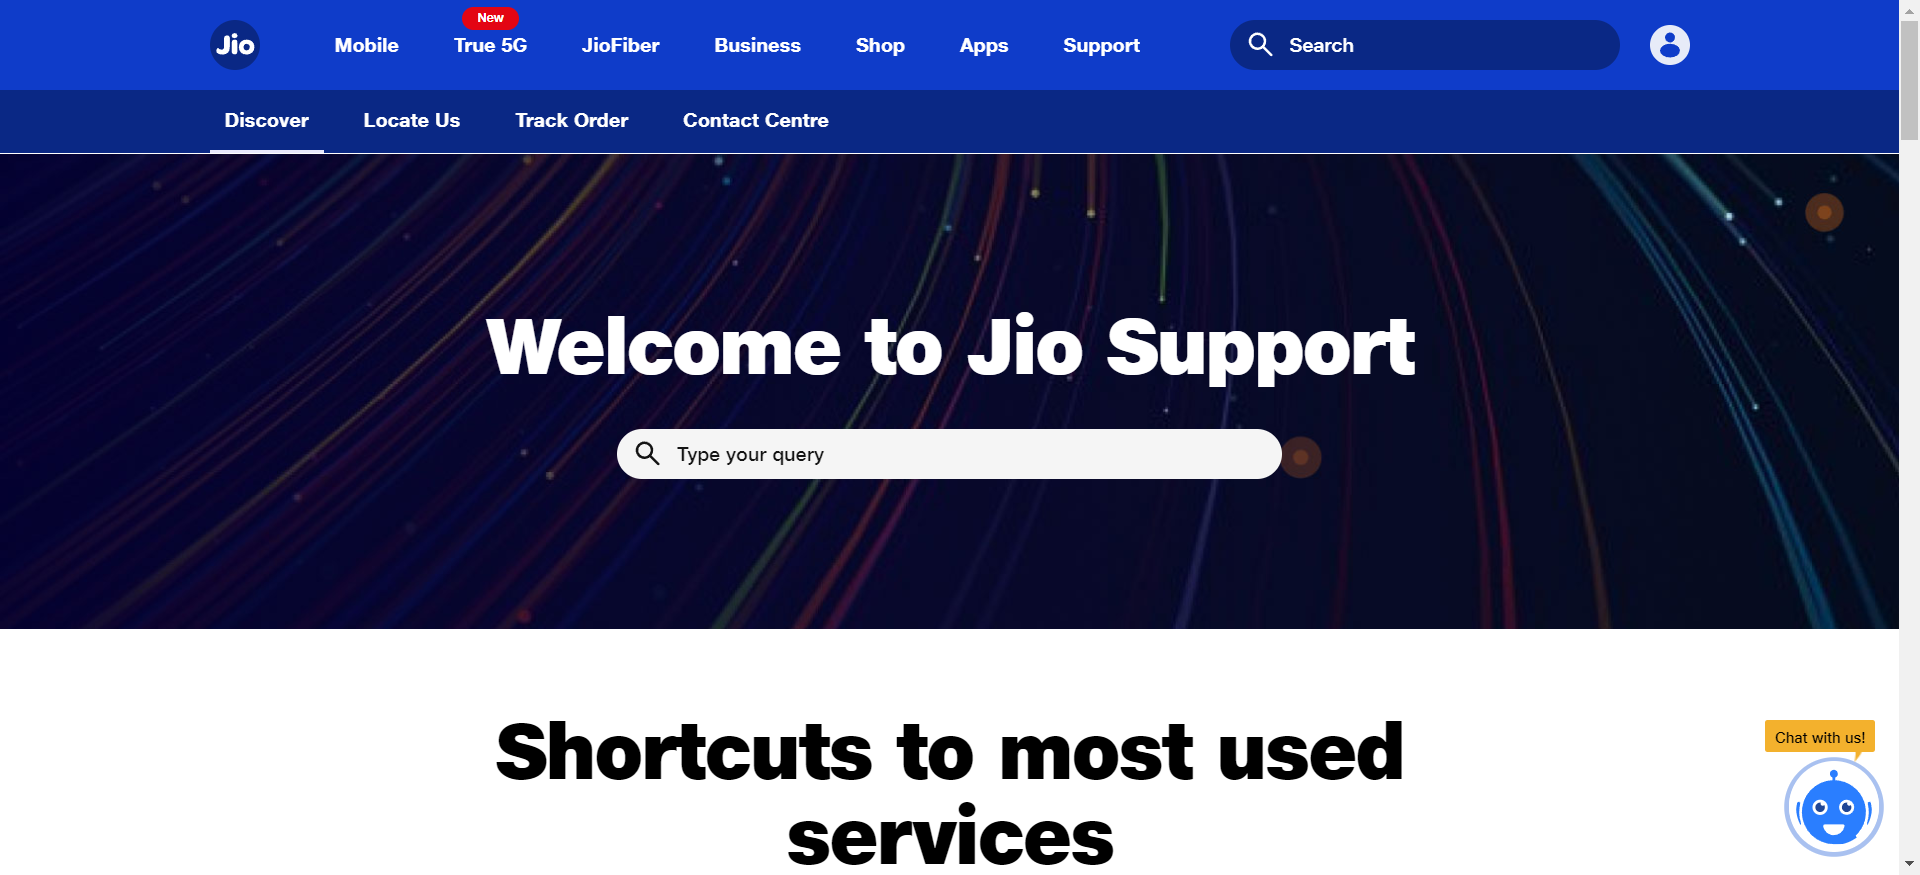 New
Jio Mobile True 5G JioFiber Business Shop Apps Support Search
Discover Locate Us Track Order Contact Centre
Welcome to Jio Support
Type your query
Shortcuts to most used
services
Chat with us!